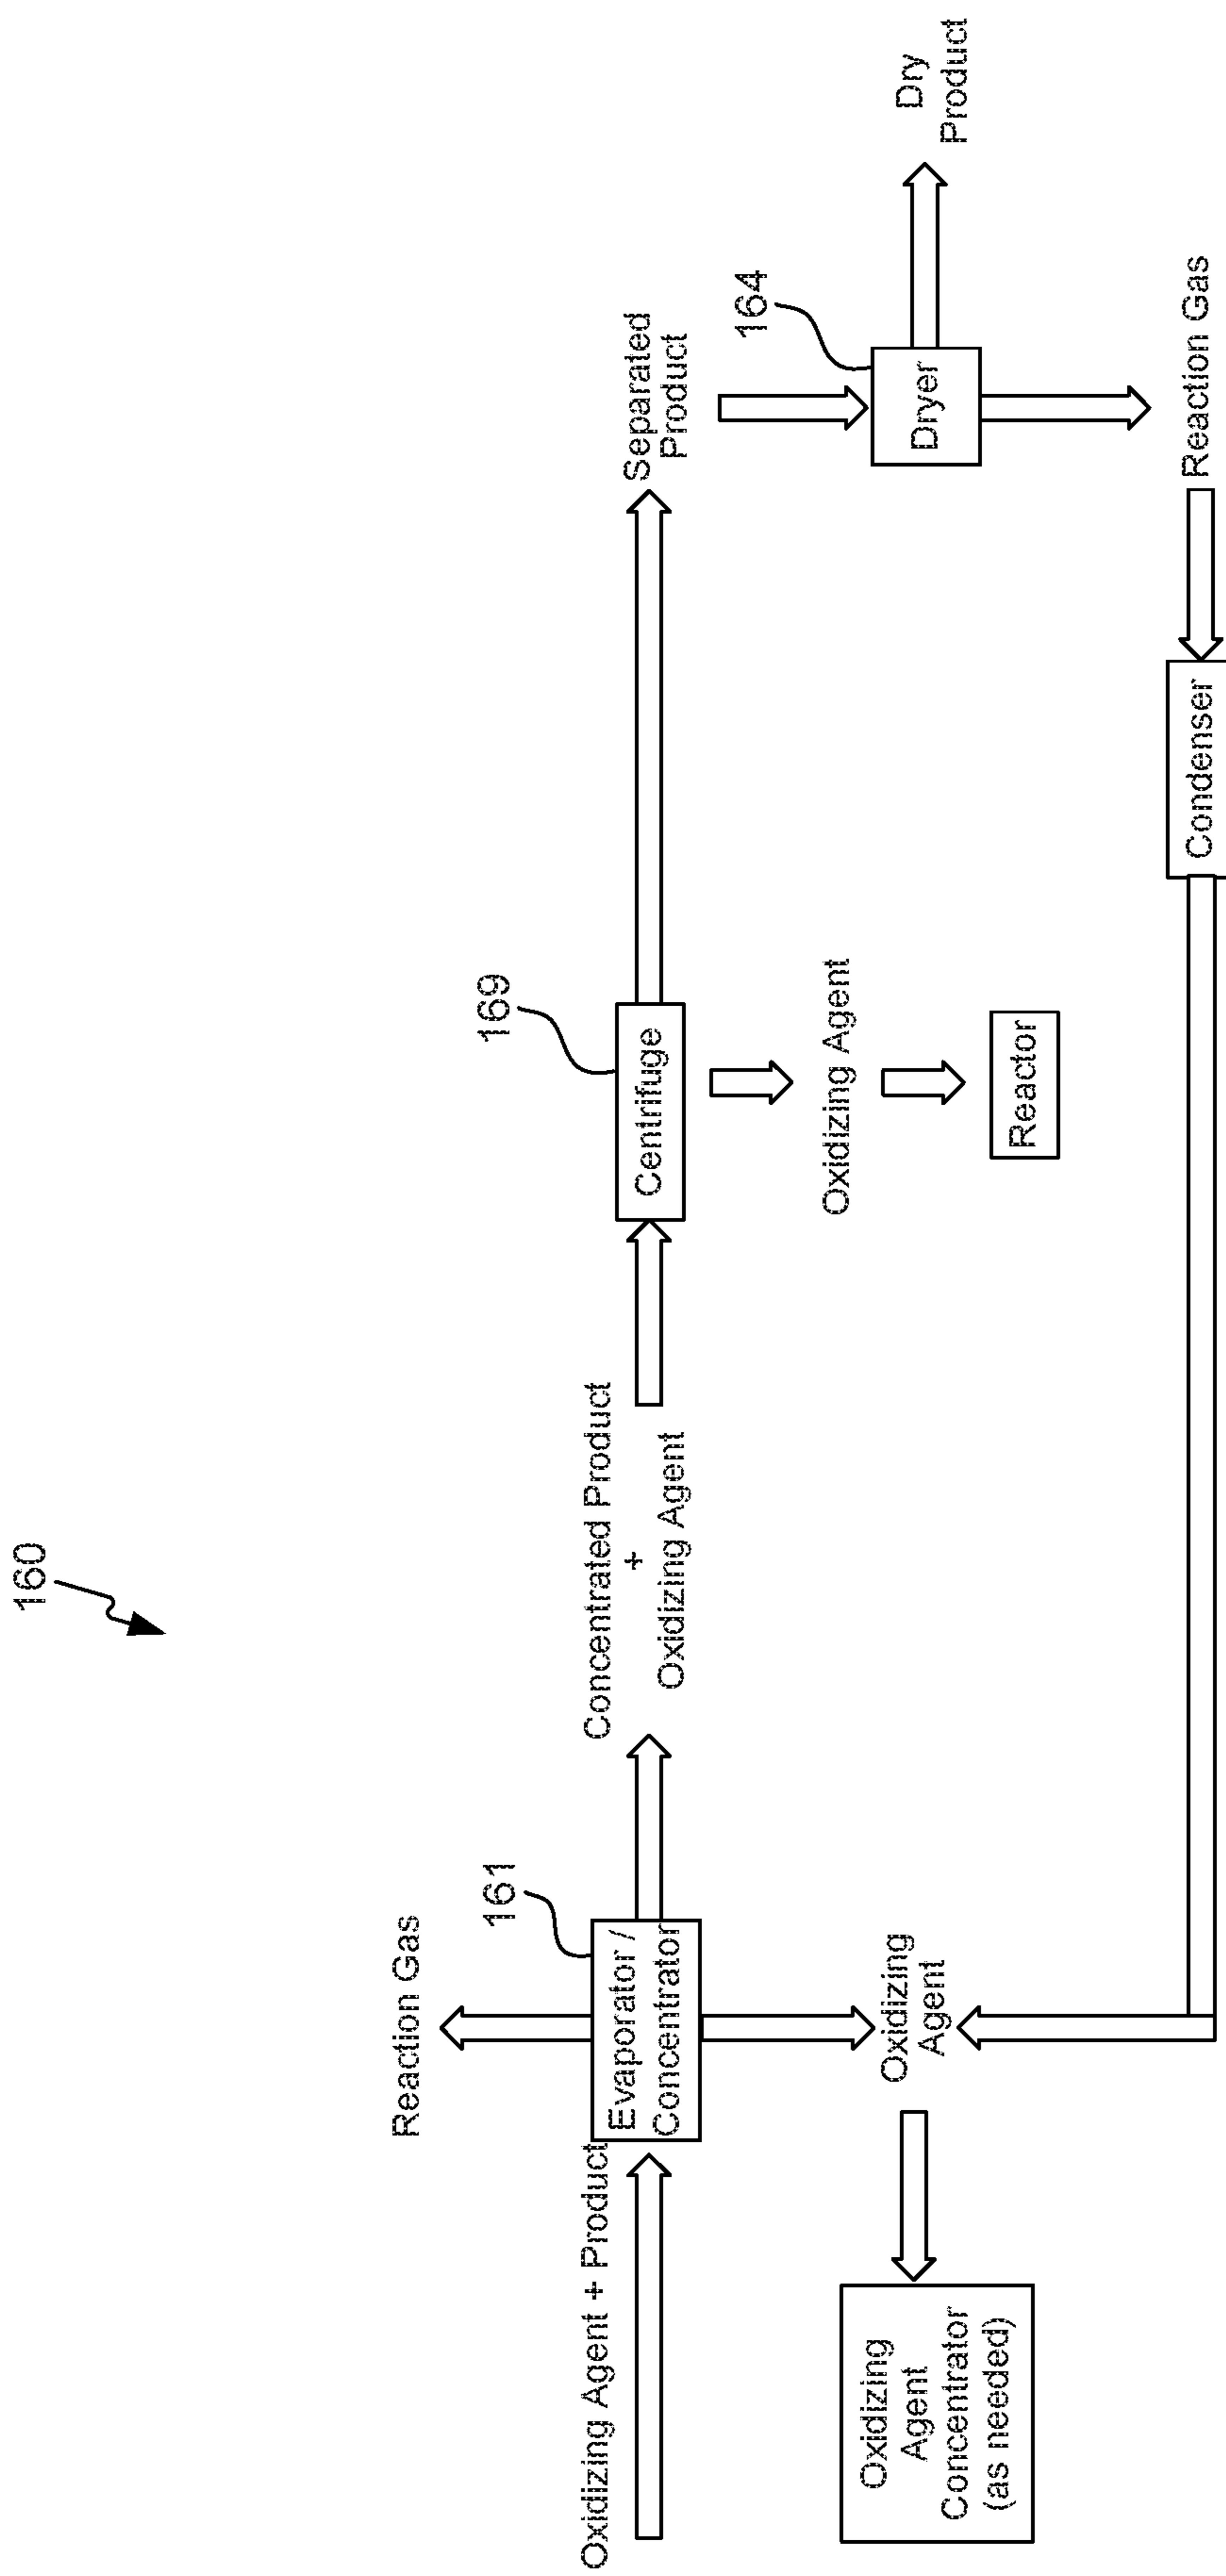 160
Reaction Gas
161
Oxidizing Agent + Product
Evaporator /
Concentrator
Concentrated Product
+
Oxidizing Agent
169
Centrifuge
Separated
Product
164
Dryer
Dry
Product
Oxidizing Agent
Reactor
Oxidizing
Agent
Oxidizing
Agent
Concentrator
(as needed)
Condenser
Reaction Gas